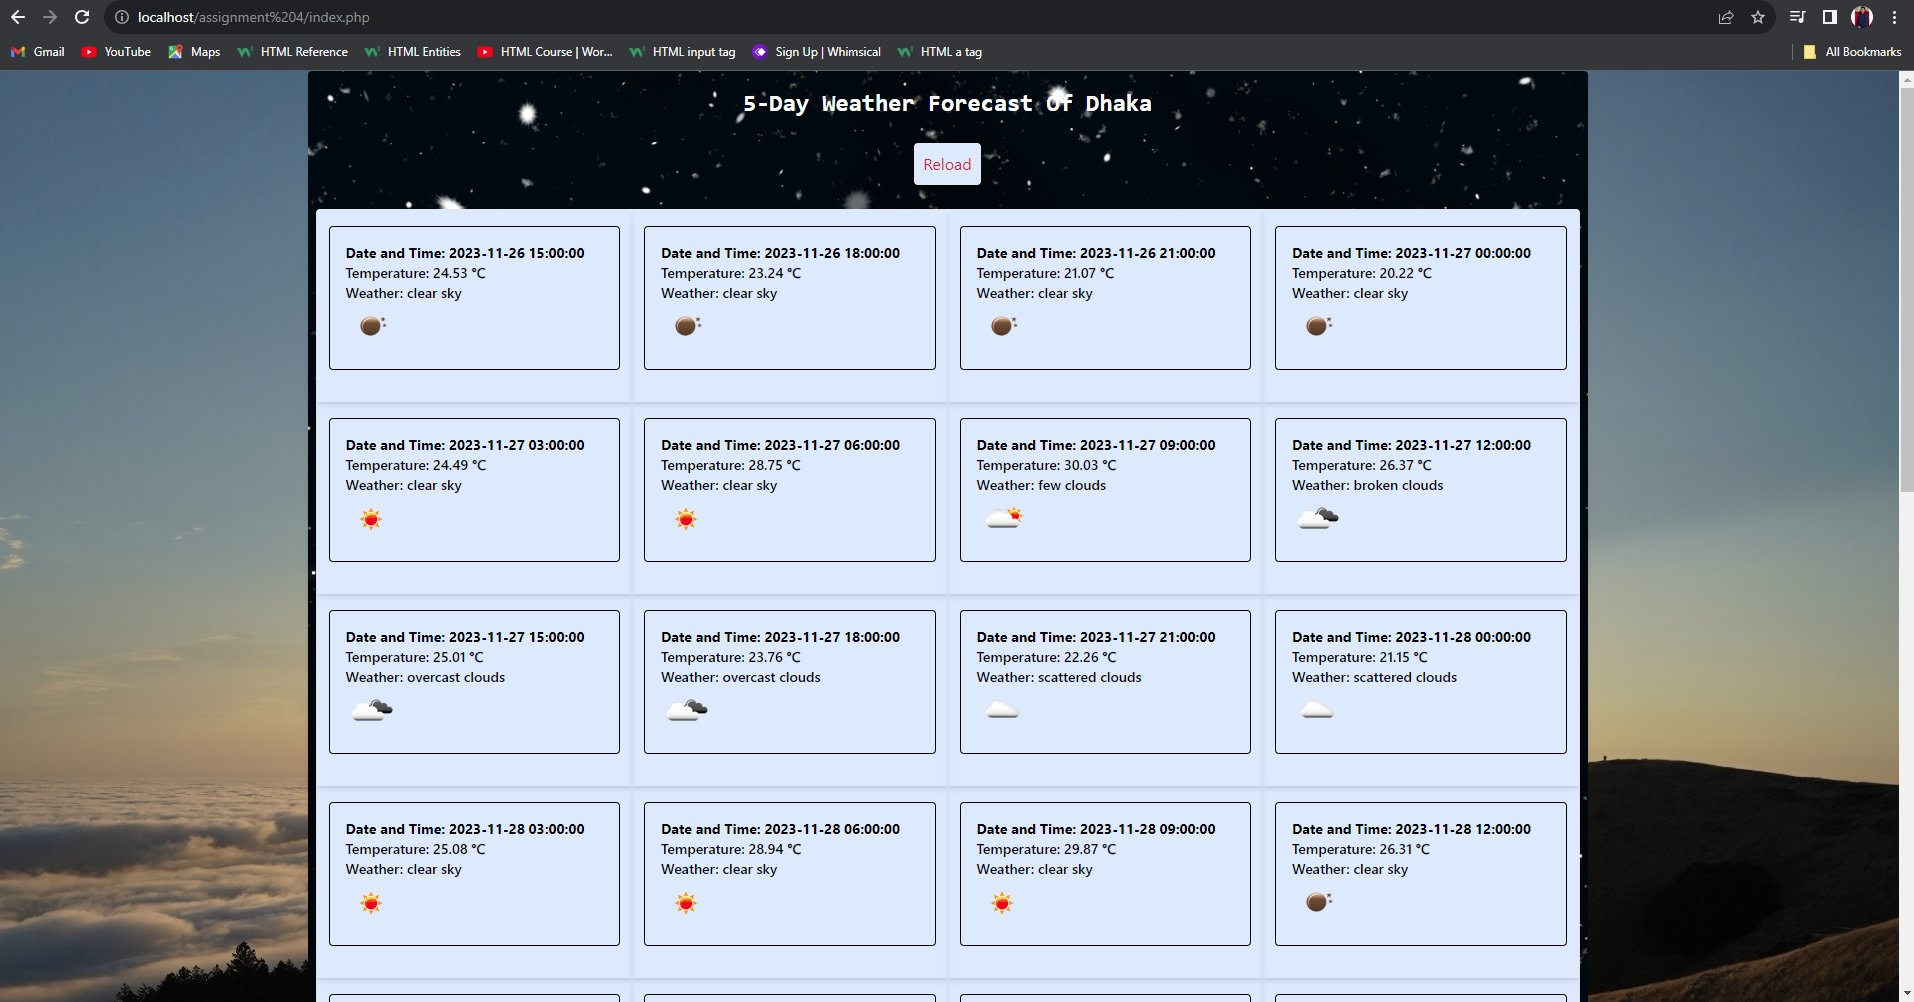 localhost/assignment%204/index.php
Gmail YouTube Maps HTML Reference HTML Entities HTML Course | Wor... HTML input tag Sign Up | Whimsical HTML a tag All Bookmarks
5-Day Weather Forecast Of Dhaka
Reload
Date and Time: 2023-11-26 15:00:00
Temperature: 24.53 °C
Weather: clear sky
Date and Time: 2023-11-26 18:00:00
Temperature: 23.24 °C
Weather: clear sky
Date and Time: 2023-11-26 21:00:00
Temperature: 21.07 °C
Weather: clear sky
Date and Time: 2023-11-27 00:00:00
Temperature: 20.22 °C
Weather: clear sky
Date and Time: 2023-11-27 03:00:00
Temperature: 24.49 °C
Weather: clear sky
Date and Time: 2023-11-27 06:00:00
Temperature: 28.75 °C
Weather: clear sky
Date and Time: 2023-11-27 09:00:00
Temperature: 30.03 °C
Weather: few clouds
Date and Time: 2023-11-27 12:00:00
Temperature: 26.37 °C
Weather: broken clouds
Date and Time: 2023-11-27 15:00:00
Temperature: 25.01 °C
Weather: overcast clouds
Date and Time: 2023-11-27 18:00:00
Temperature: 23.76 °C
Weather: overcast clouds
Date and Time: 2023-11-27 21:00:00
Temperature: 22.26 °C
Weather: scattered clouds
Date and Time: 2023-11-28 00:00:00
Temperature: 21.15 °C
Weather: scattered clouds
Date and Time: 2023-11-28 03:00:00
Temperature: 25.08 °C
Weather: clear sky
Date and Time: 2023-11-28 06:00:00
Temperature: 28.94 °C
Weather: clear sky
Date and Time: 2023-11-28 09:00:00
Temperature: 29.87 °C
Weather: clear sky
Date and Time: 2023-11-28 12:00:00
Temperature: 26.31 °C
Weather: clear sky